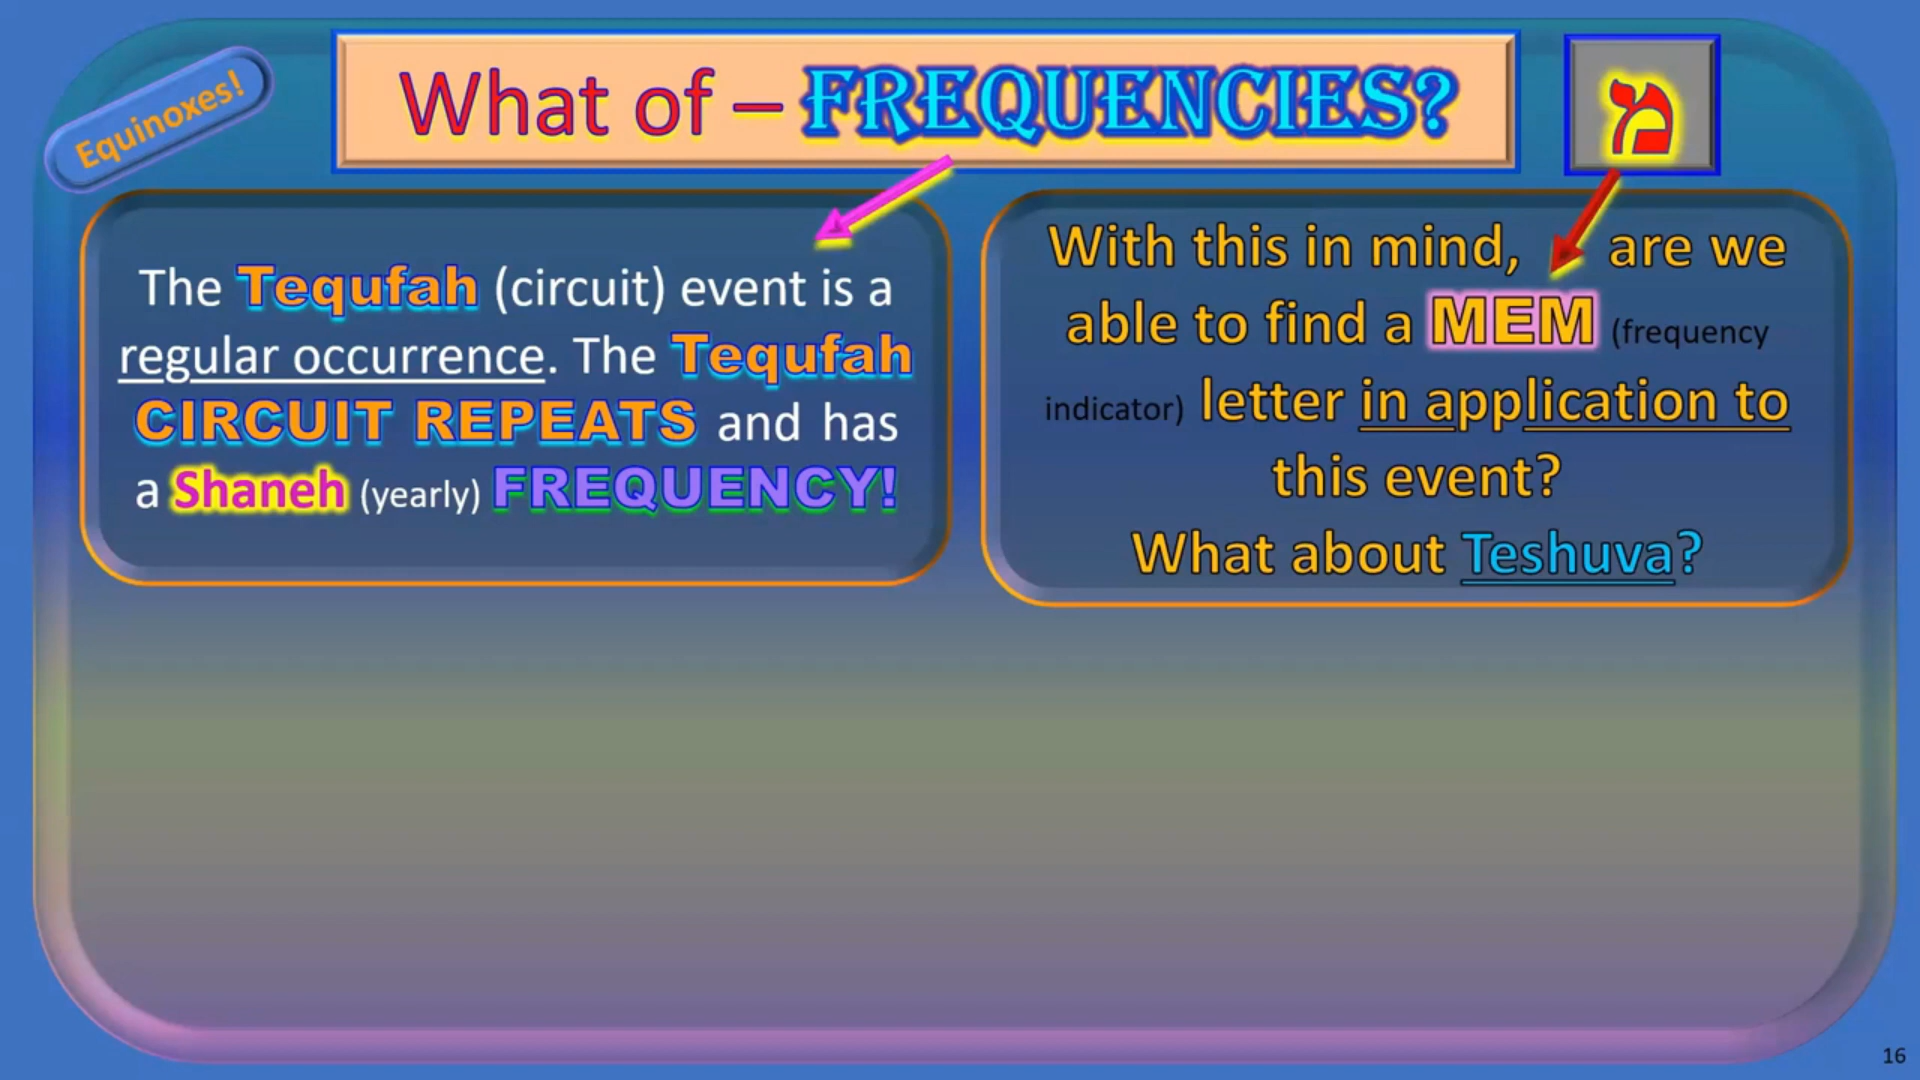 Equinoxes!
What of – FREQUENCIES?
מ
The Tequfah (circuit) event is a
regular occurrence. The Tequfah
CIRCUIT REPEATS and has
a Shaneh (yearly) FREQUENCY!
With this in mind, are we
able to find a MEM (frequency
indicator) letter in application to
this event?
What about Teshuva?
16